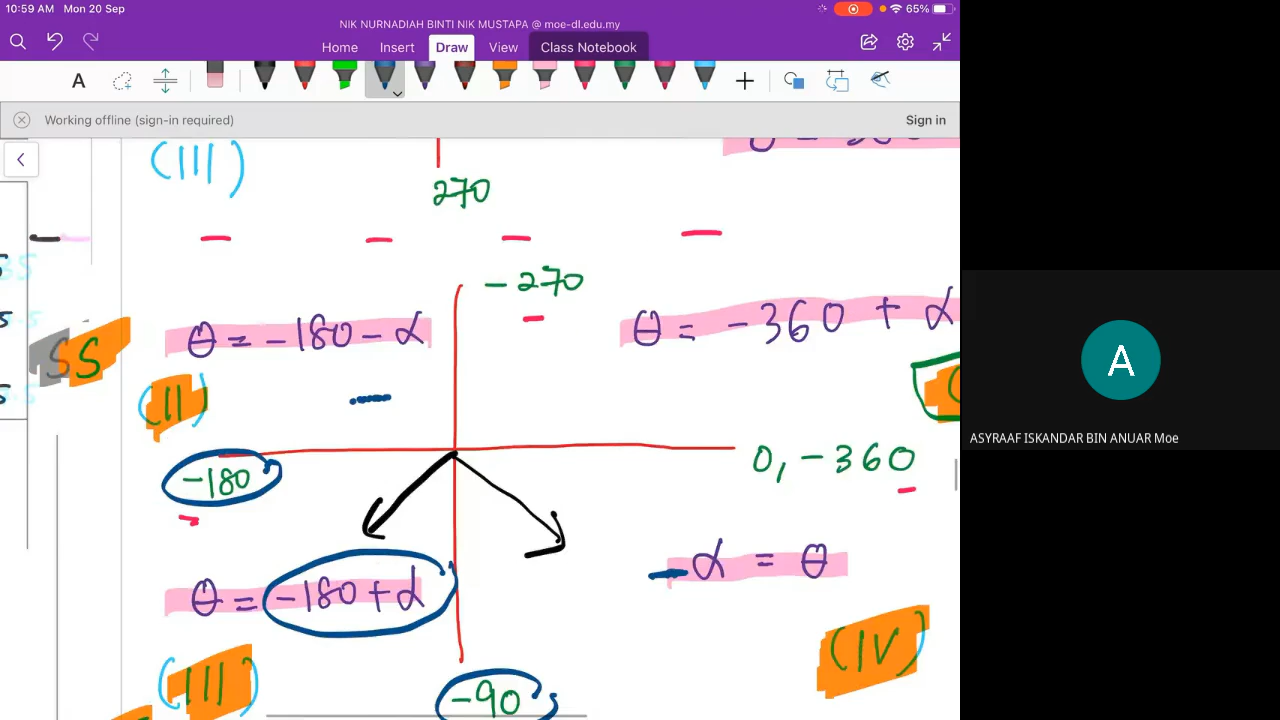 10:59 AM Mon 20 Sep
65%
NIK NURNADIAH BINTI NIK MUSTAPA @ moe-dl.edu.my
Home Insert Draw View Class Notebook
A
Working offline (sign-in required) Sign in
(III)
270
-270
θ = -180 - α
θ = -360 + α
SS
(II)
-180
0, -360
θ = -180 + α
-α = θ
(III)
(IV)
-90
A
ASYRAAF ISKANDAR BIN ANUAR Moe